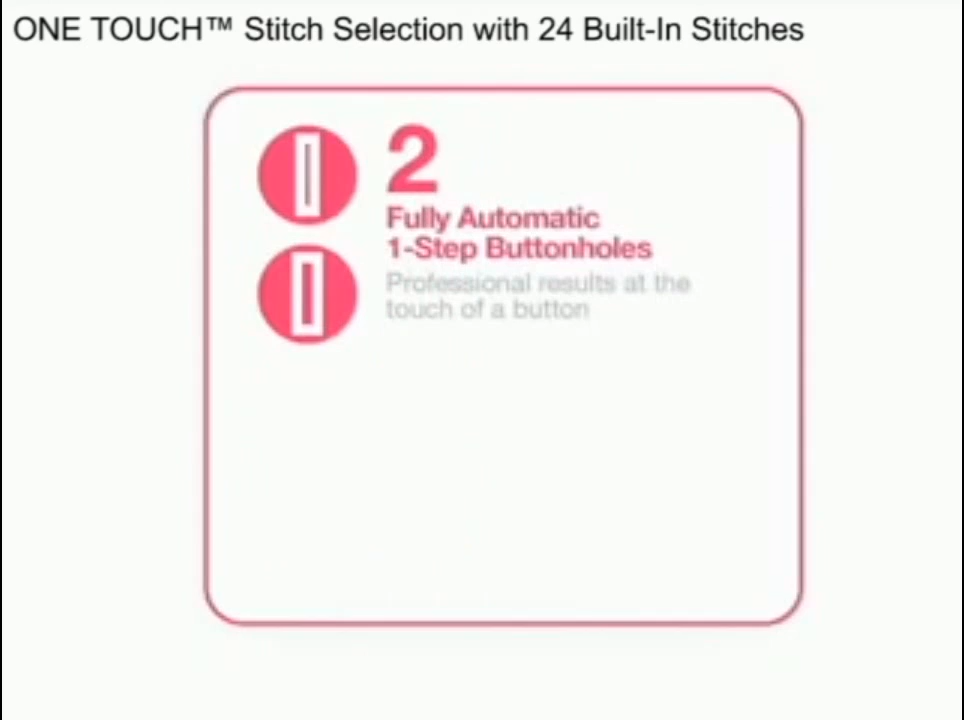 ONE TOUCH™ Stitch Selection with 24 Built-In Stitches
2
Fully Automatic
1-Step Buttonholes
Professional results at the
touch of a button